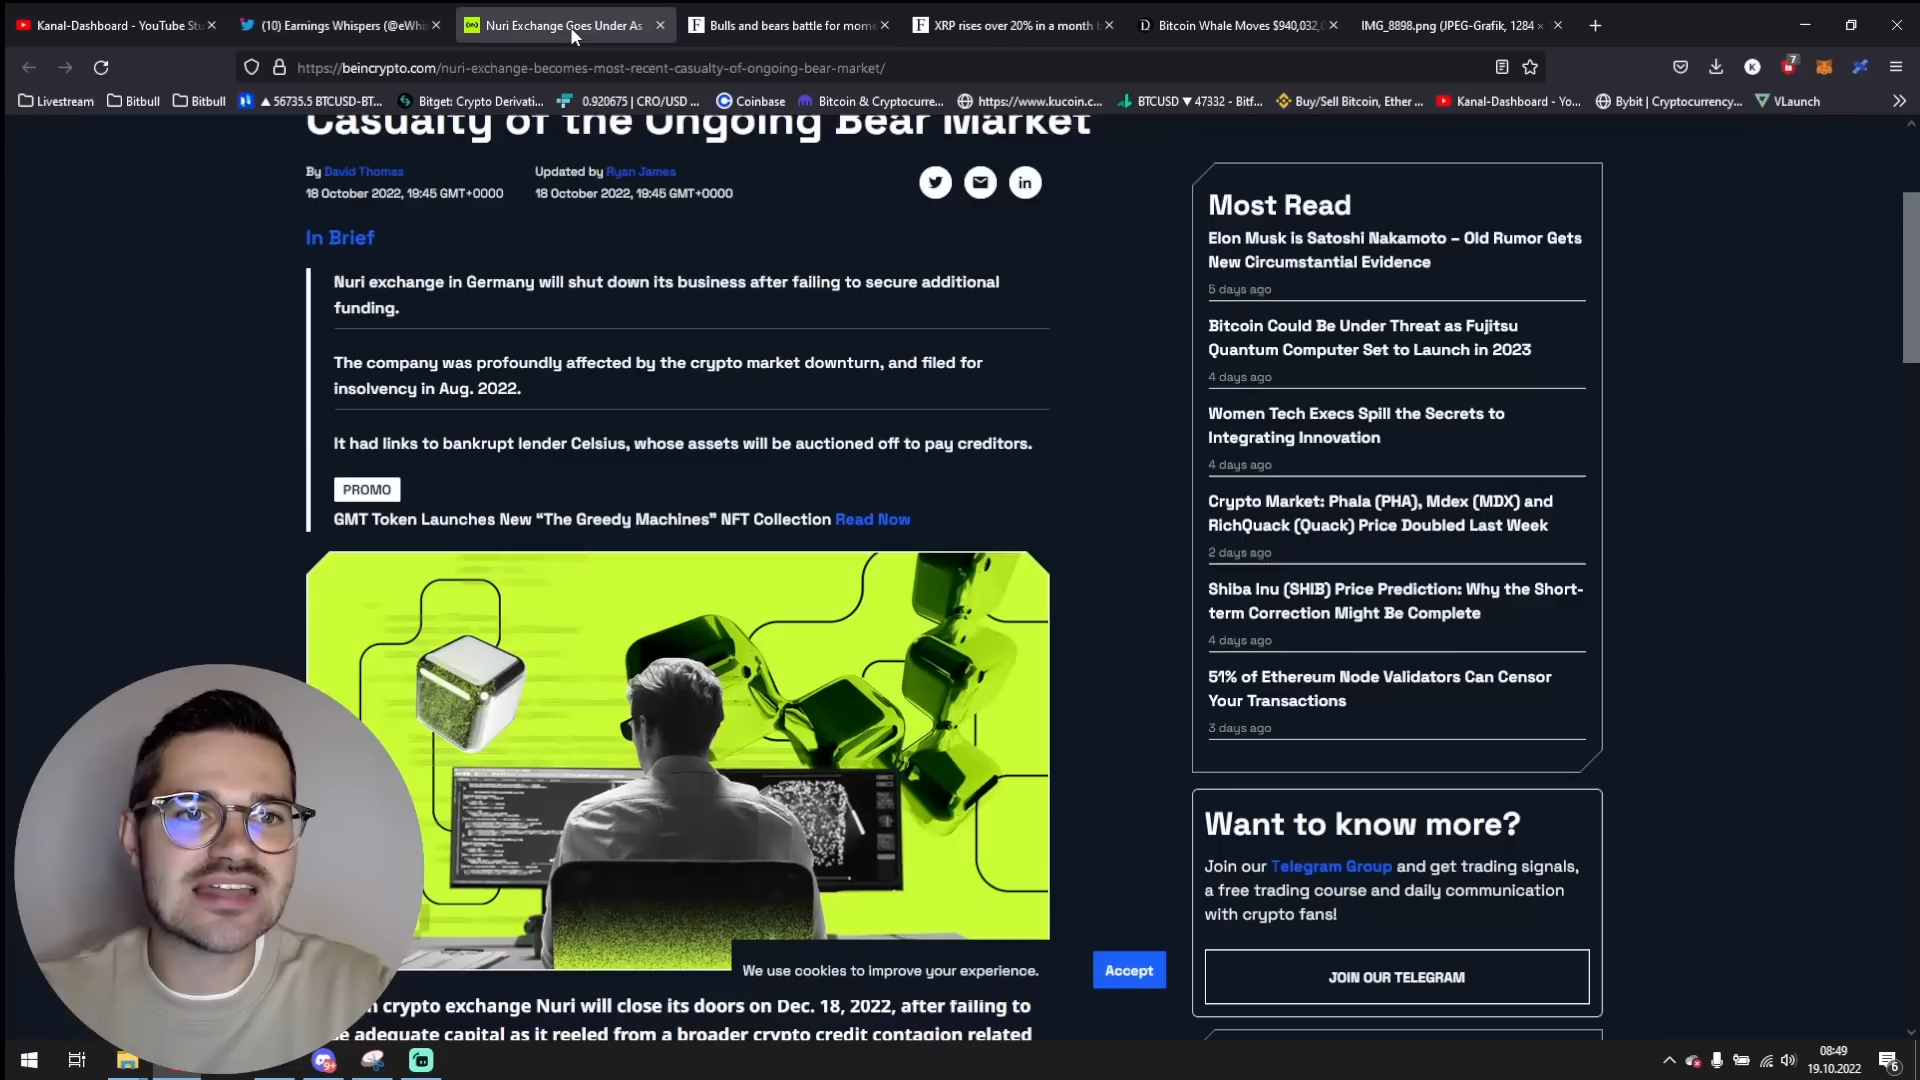 Kanal-Dashboard - YouTube Stu
(10) Earnings Whispers (@eWhi
Nuri Exchange Goes Under As
Bulls and bears battle for mome
XRP rises over 20% in a month b
Bitcoin Whale Moves $940,032,0
IMG_8898.png (JPEG-Grafik, 1284 ×
https://beincrypto.com/nuri-exchange-becomes-most-recent-casualty-of-ongoing-bear-market/
7
Livestream
Bitbull
Bitbull
▲ 56735.5 BTCUSD-BT...
Bitget: Crypto Derivati...
0.920675 | CRO/USD ...
Coinbase
Bitcoin & Cryptocurre...
https://www.kucoin.c...
BTCUSD ▼ 47332 - Bitf...
Buy/Sell Bitcoin, Ether ...
Kanal-Dashboard - Yo...
Bybit | Cryptocurrency...
VLaunch
Casualty of the Ongoing Bear Market
By David Thomas
18 October 2022, 19:45 GMT+0000
Updated by Ryan James
18 October 2022, 19:45 GMT+0000
In Brief
Nuri exchange in Germany will shut down its business after failing to secure additional
funding.
The company was profoundly affected by the crypto market downturn, and filed for
insolvency in Aug. 2022.
It had links to bankrupt lender Celsius, whose assets will be auctioned off to pay creditors.
PROMO
GMT Token Launches New “The Greedy Machines” NFT Collection Read Now
Most Read
Elon Musk is Satoshi Nakamoto – Old Rumor Gets
New Circumstantial Evidence
5 days ago
Bitcoin Could Be Under Threat as Fujitsu
Quantum Computer Set to Launch in 2023
4 days ago
Women Tech Execs Spill the Secrets to
Integrating Innovation
4 days ago
Crypto Market: Phala (PHA), Mdex (MDX) and
RichQuack (Quack) Price Doubled Last Week
2 days ago
Shiba Inu (SHIB) Price Prediction: Why the Short-
term Correction Might Be Complete
4 days ago
51% of Ethereum Node Validators Can Censor
Your Transactions
3 days ago
Want to know more?
Join our Telegram Group and get trading signals,
a free trading course and daily communication
with crypto fans!
JOIN OUR TELEGRAM
We use cookies to improve your experience.
Accept
crypto exchange Nuri will close its doors on Dec. 18, 2022, after failing to
adequate capital as it reeled from a broader crypto credit contagion related
9+
08:49
19.10.2022
6